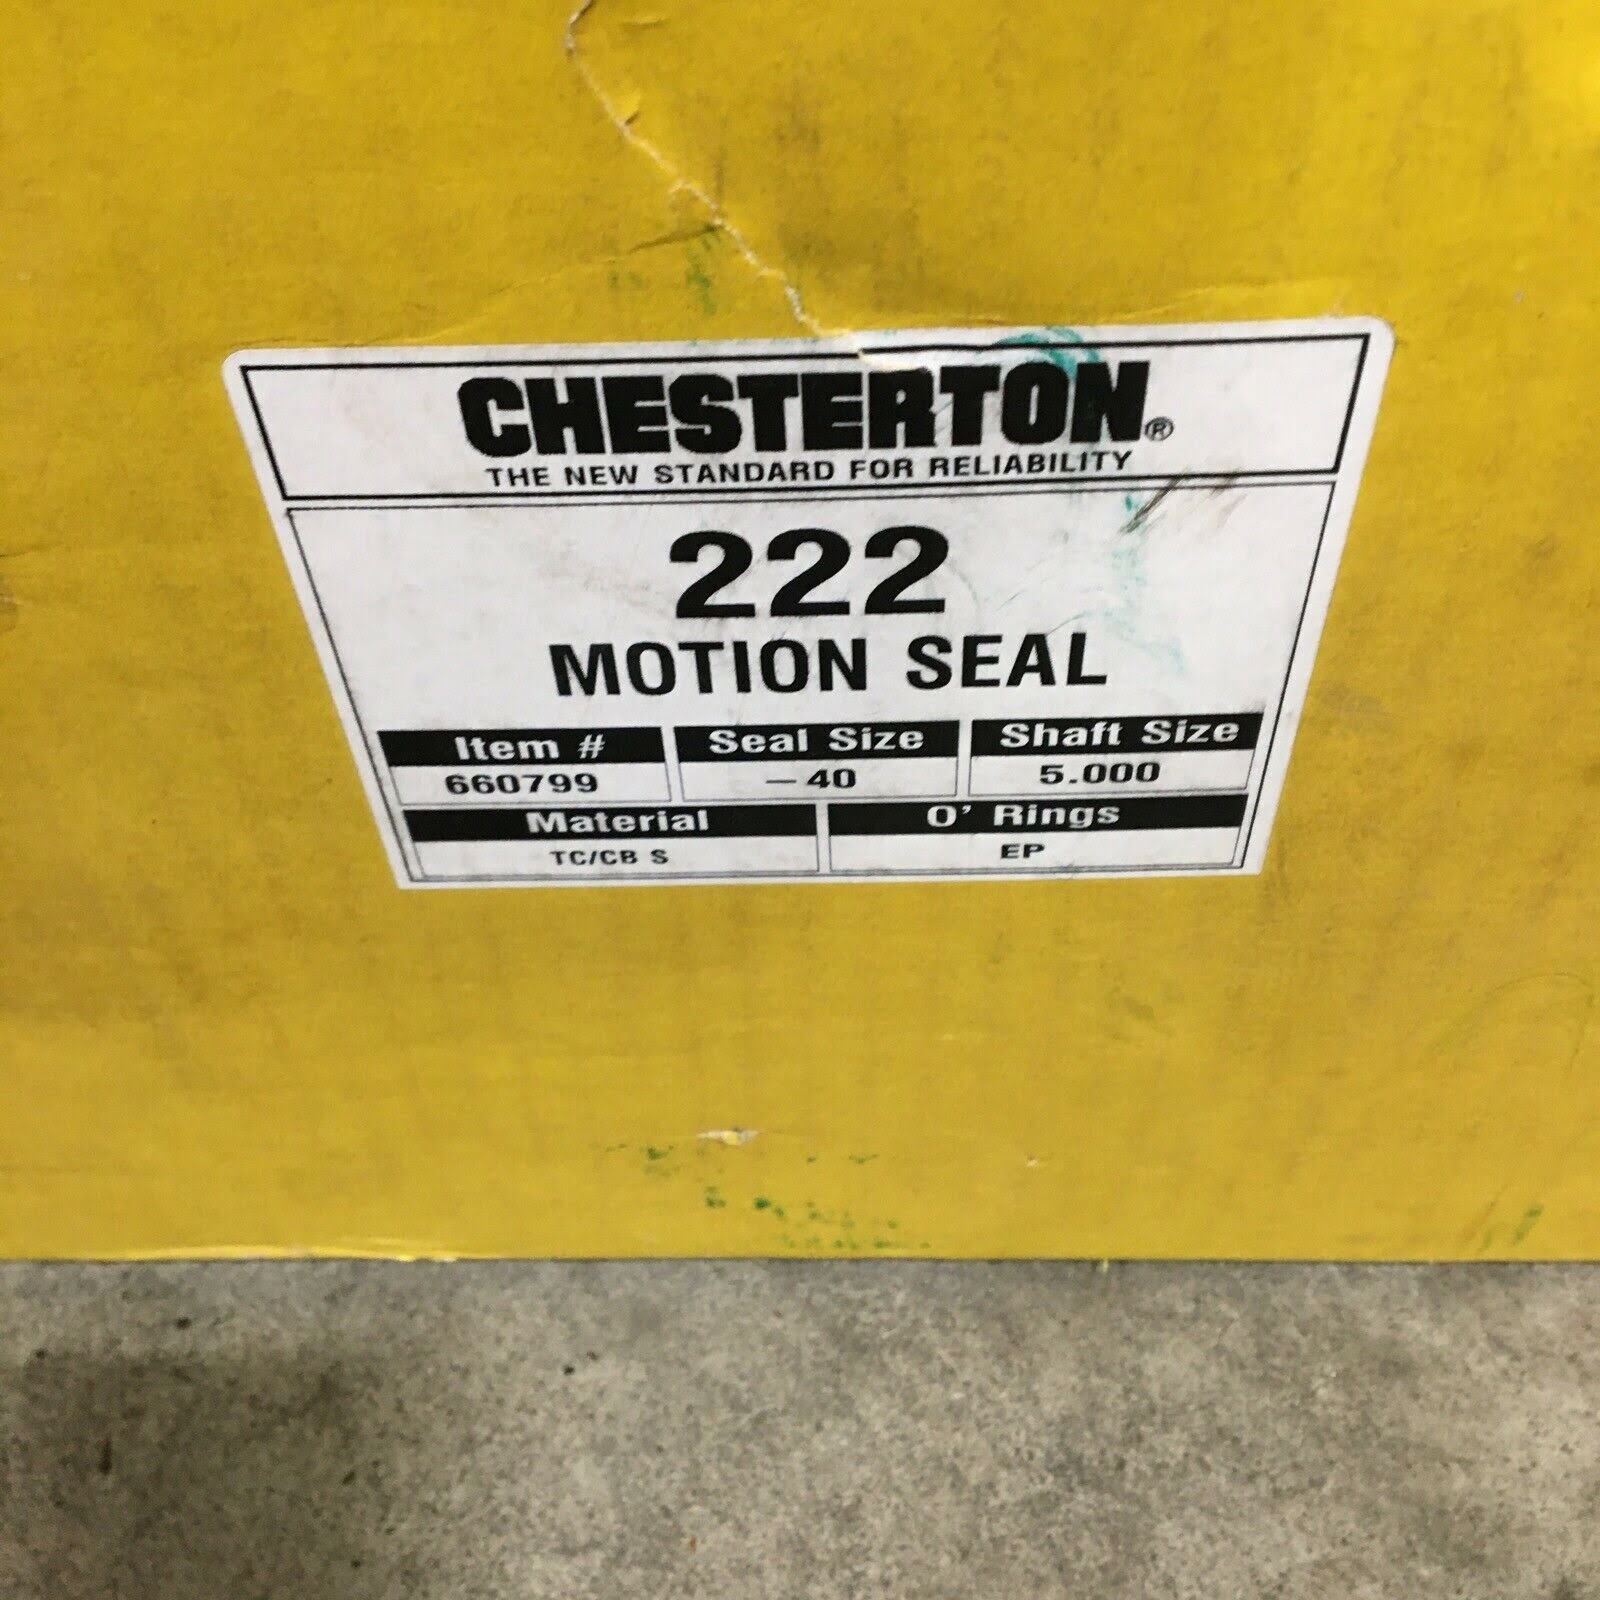 CHESTERTON®
THE NEW STANDARD FOR RELIABILITY
222
MOTION SEAL
Item # Seal Size Shaft Size
660799 -40 5.000
Material O' Rings
TC/CB S EP